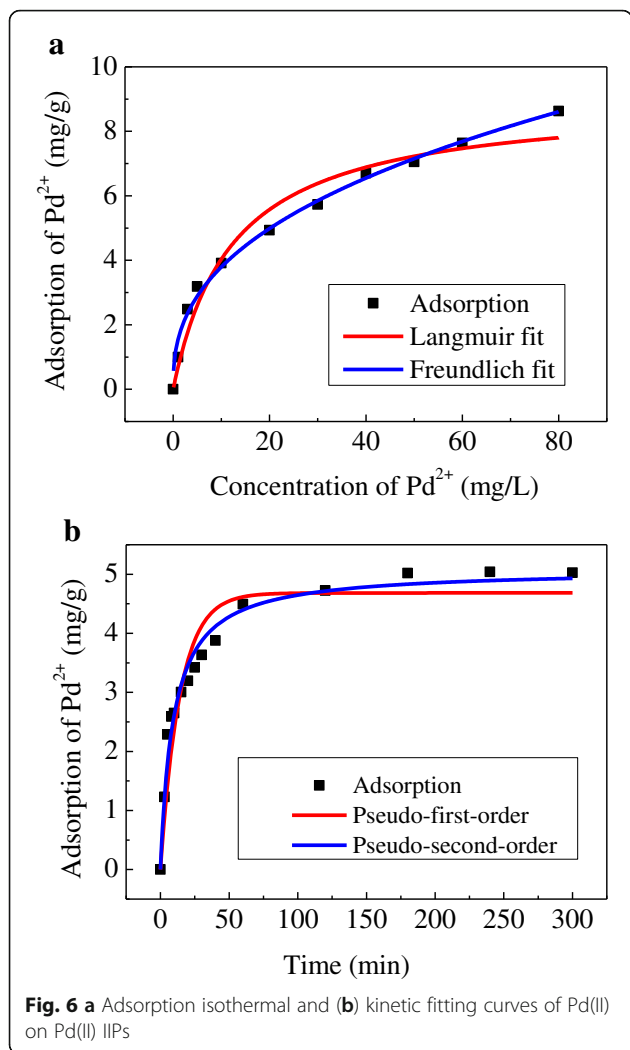 a
10
8
6
4
2
0
Adsorption of Pd²⁺ (mg/g)
Adsorption
Langmuir fit
Freundlich fit
0 20 40 60 80
Concentration of Pd²⁺ (mg/L)
b
5
4
3
2
1
0
Adsorption of Pd²⁺ (mg/g)
Adsorption
Pseudo-first-order
Pseudo-second-order
0 50 100 150 200 250 300
Time (min)
Fig. 6 a Adsorption isothermal and (b) kinetic fitting curves of Pd(II)
on Pd(II) IIPs